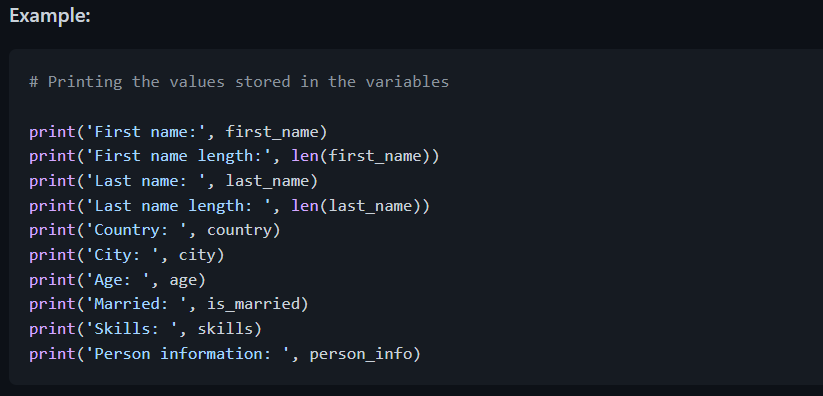 Example:
# Printing the values stored in the variables
print('First name:', first_name)
print('First name length:', len(first_name))
print('Last name: ', last_name)
print('Last name length: ', len(last_name))
print('Country: ', country)
print('City: ', city)
print('Age: ', age)
print('Married: ', is_married)
print('Skills: ', skills)
print('Person information: ', person_info)